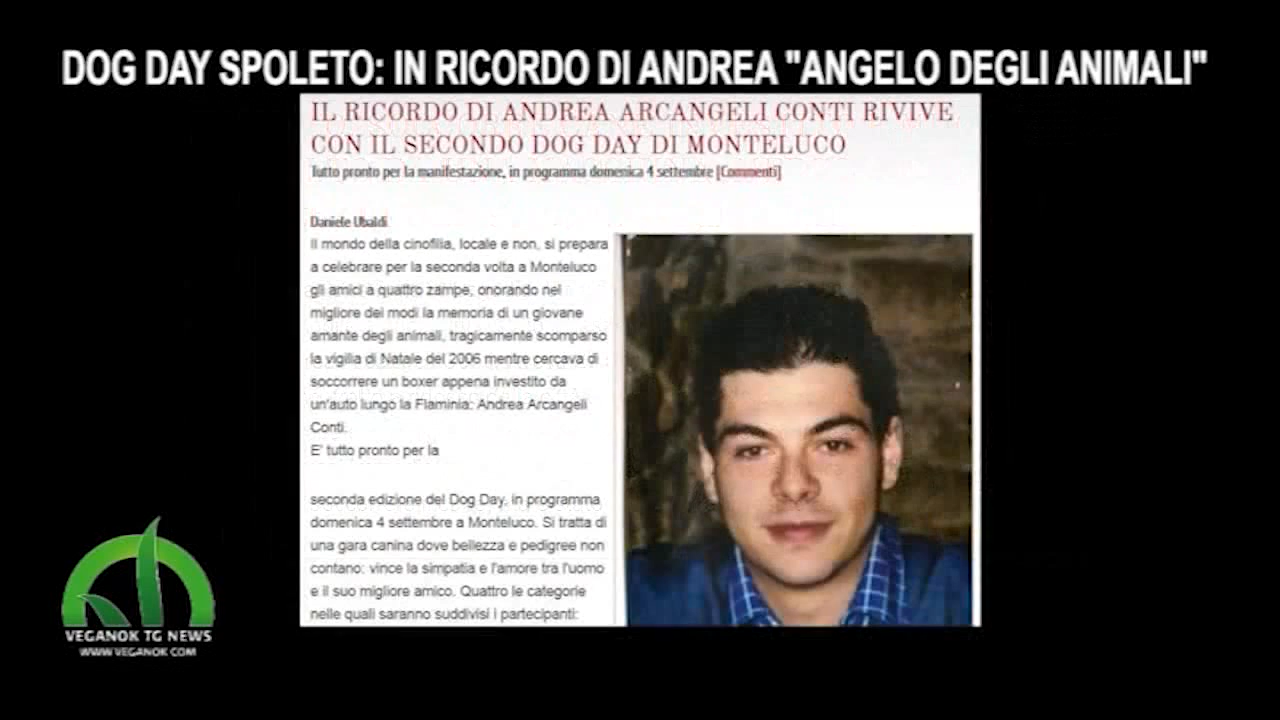 DOG DAY SPOLETO: IN RICORDO DI ANDREA "ANGELO DEGLI ANIMALI"
IL RICORDO DI ANDREA ARCANGELI CONTI RIVIVE
CON IL SECONDO DOG DAY DI MONTELUCO
Tutto pronto per la manifestazione, in programma domenica 4 settembre [Commenti]
Daniele Ubaldi
Il mondo della cinofilia, locale e non, si prepara
a celebrare per la seconda volta a Monteluco
gli amici a quattro zampe, onorando nel
migliore dei modi la memoria di un giovane
amante degli animali, tragicamente scomparso
la vigilia di Natale del 2006 mentre cercava di
soccorrere un boxer appena investito da
un'auto lungo la Flaminia: Andrea Arcangeli
Conti.
E' tutto pronto per la
seconda edizione del Dog Day, in programma
domenica 4 settembre a Monteluco. Si tratta di
una gara canina dove bellezza e pedigree non
contano: vince la simpatia e l'amore tra l'uomo
e il suo migliore amico. Quattro le categorie
nelle quali saranno suddivisi i partecipanti:
VEGANOK TG NEWS
WWW.VEGANOK.COM